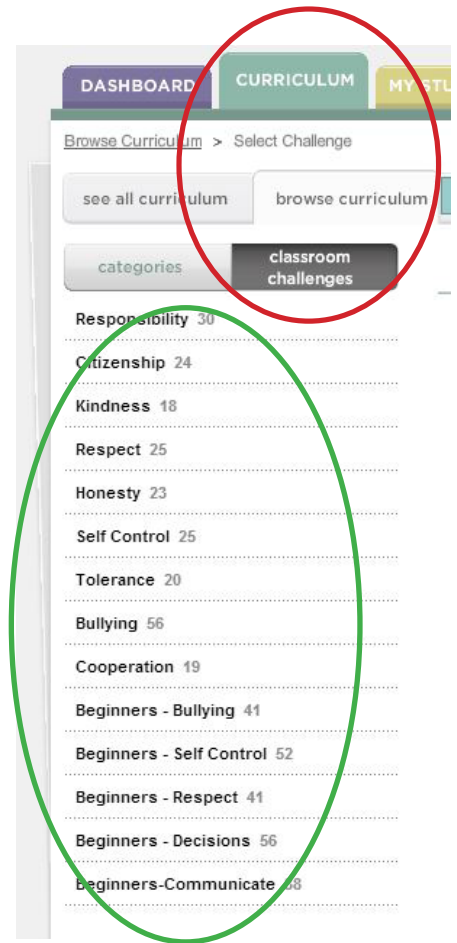 DASHBOARD CURRICULUM MY STU
Browse Curriculum > Select Challenge
see all curriculum browse curriculum
categories classroom challenges
Responsibility 30
Citizenship 24
Kindness 18
Respect 25
Honesty 23
Self Control 25
Tolerance 20
Bullying 56
Cooperation 19
Beginners - Bullying 41
Beginners - Self Control 52
Beginners - Respect 41
Beginners - Decisions 56
Beginners-Communicate